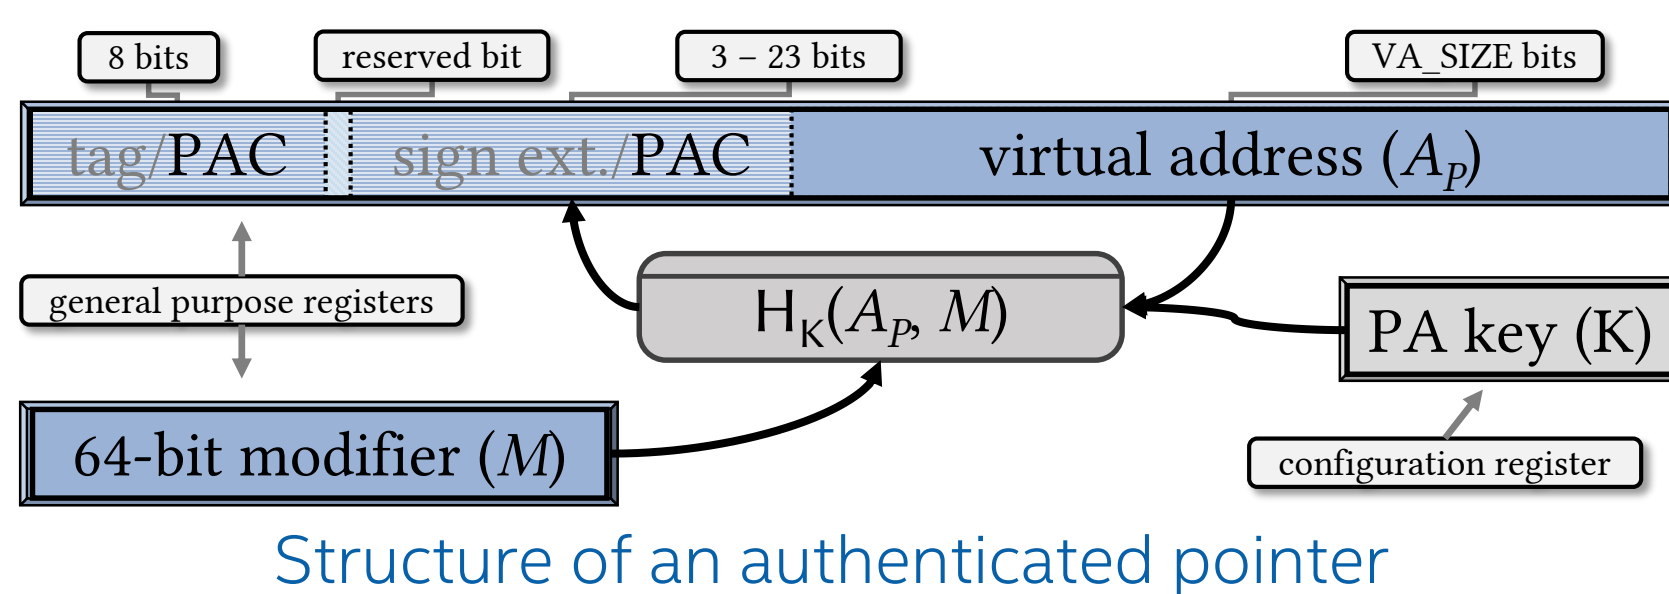 8 bits
reserved bit
3 – 23 bits
VA_SIZE bits
tag/PAC
sign ext./PAC
virtual address (A_P)
general purpose registers
H_K(A_P, M)
PA key (K)
64-bit modifier (M)
configuration register
Structure of an authenticated pointer